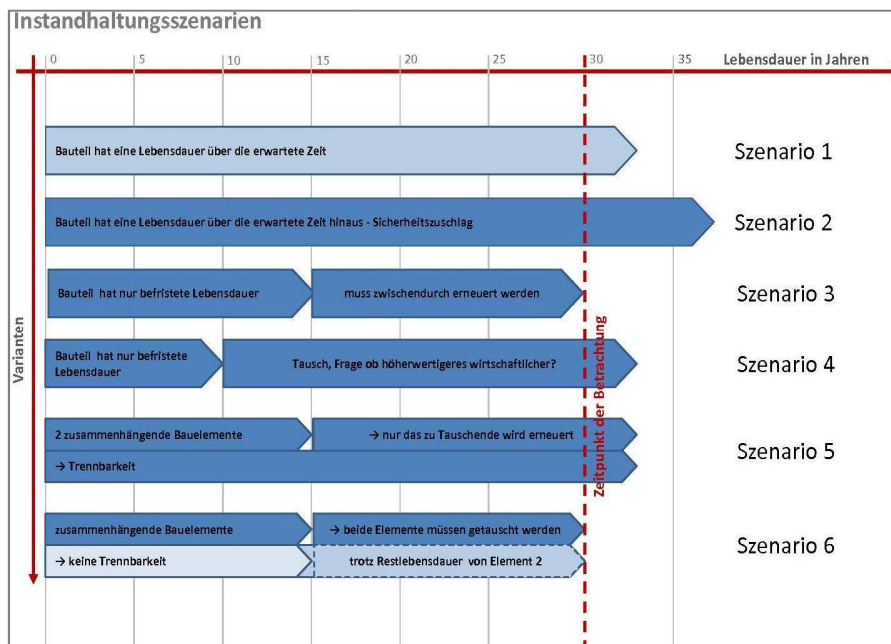 Instandhaltungsszenarien
0 5 10 15 20 25 30 35 Lebensdauer in Jahren
Bauteil hat eine Lebensdauer über die erwartete Zeit
Szenario 1
Bauteil hat eine Lebensdauer über die erwartete Zeit hinaus - Sicherheitszuschlag
Szenario 2
Bauteil hat nur befristete Lebensdauer
muss zwischendurch erneuert werden
Szenario 3
Bauteil hat nur befristete
Lebensdauer
Tausch, Frage ob höherwertigeres wirtschaftlicher?
Szenario 4
2 zusammenhängende Bauelemente
→ nur das zu Tauschende wird erneuert
→ Trennbarkeit
Szenario 5
zusammenhängende Bauelemente
→ beide Elemente müssen getauscht werden
→ keine Trennbarkeit
trotz Restlebensdauer von Element 2
Szenario 6
Varianten
Zeitpunkt der Betrachtung